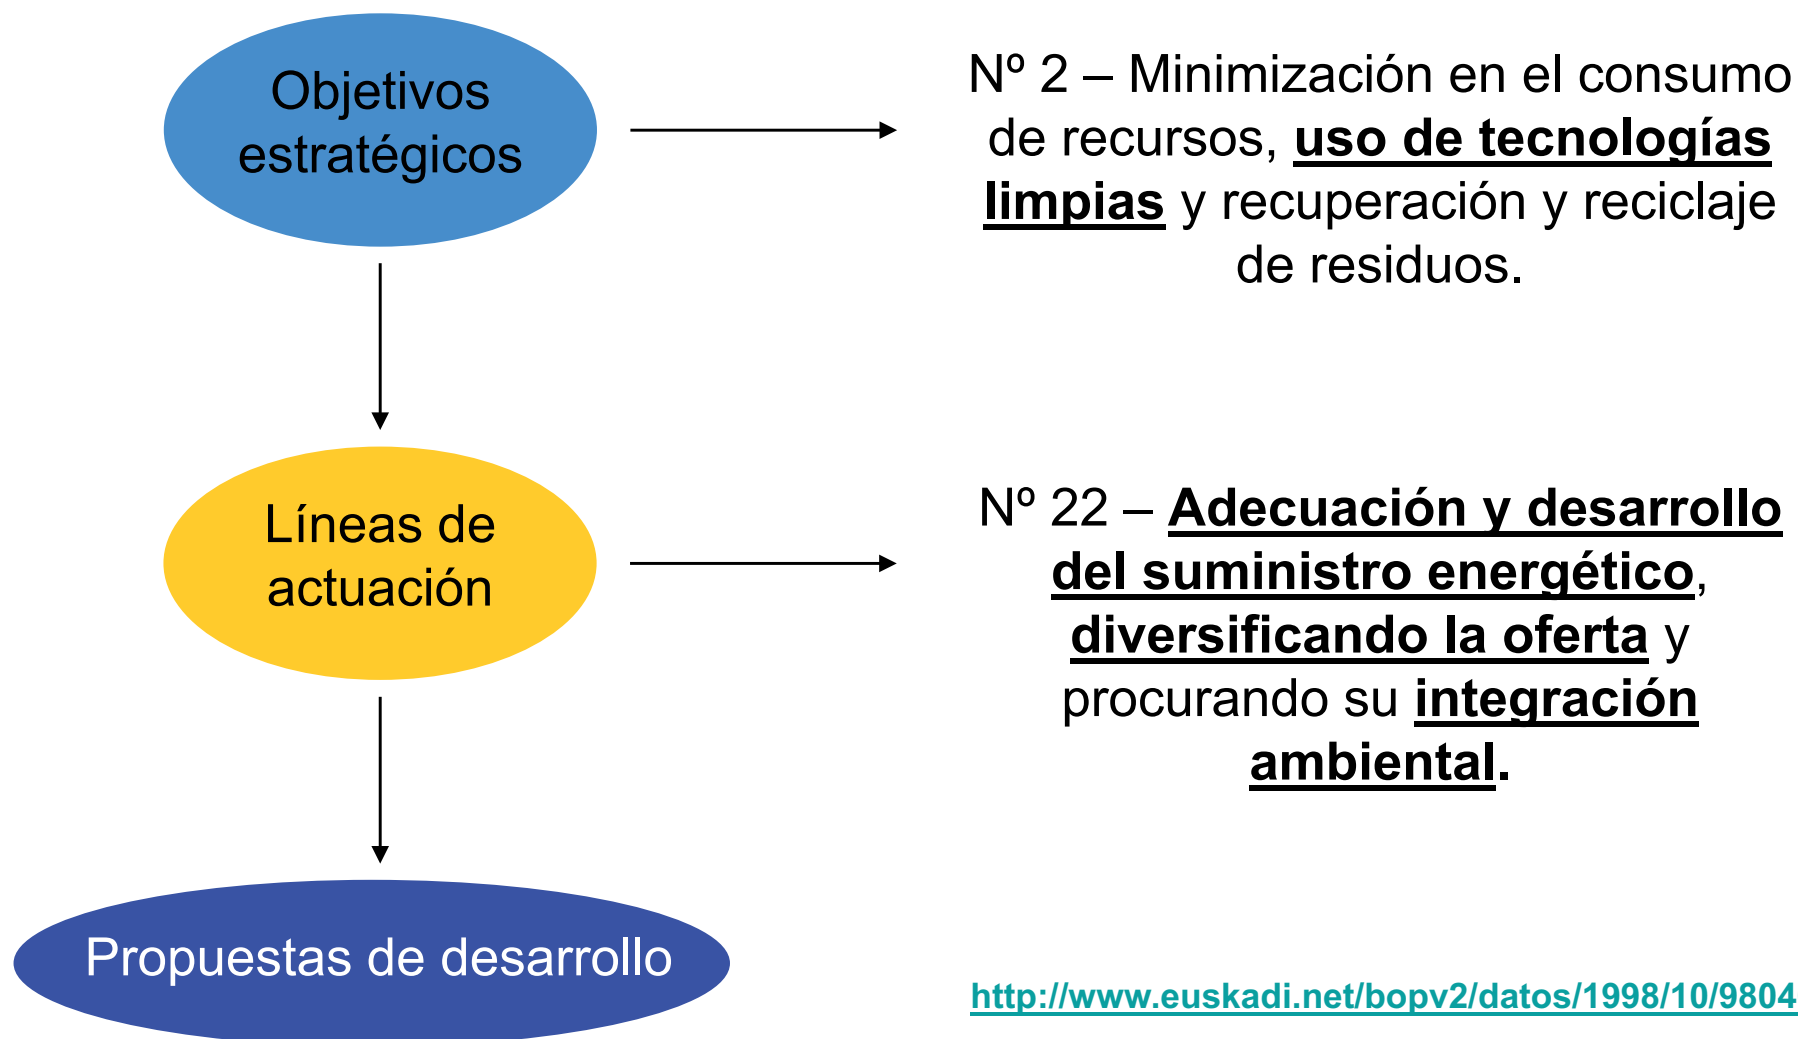 Objetivos
estratégicos
Nº 2 – Minimización en el consumo
de recursos, uso de tecnologías
limpias y recuperación y reciclaje
de residuos.
Líneas de
actuación
Nº 22 – Adecuación y desarrollo
del suministro energético,
diversificando la oferta y
procurando su integración
ambiental.
Propuestas de desarrollo
http://www.euskadi.net/bopv2/datos/1998/10/9804